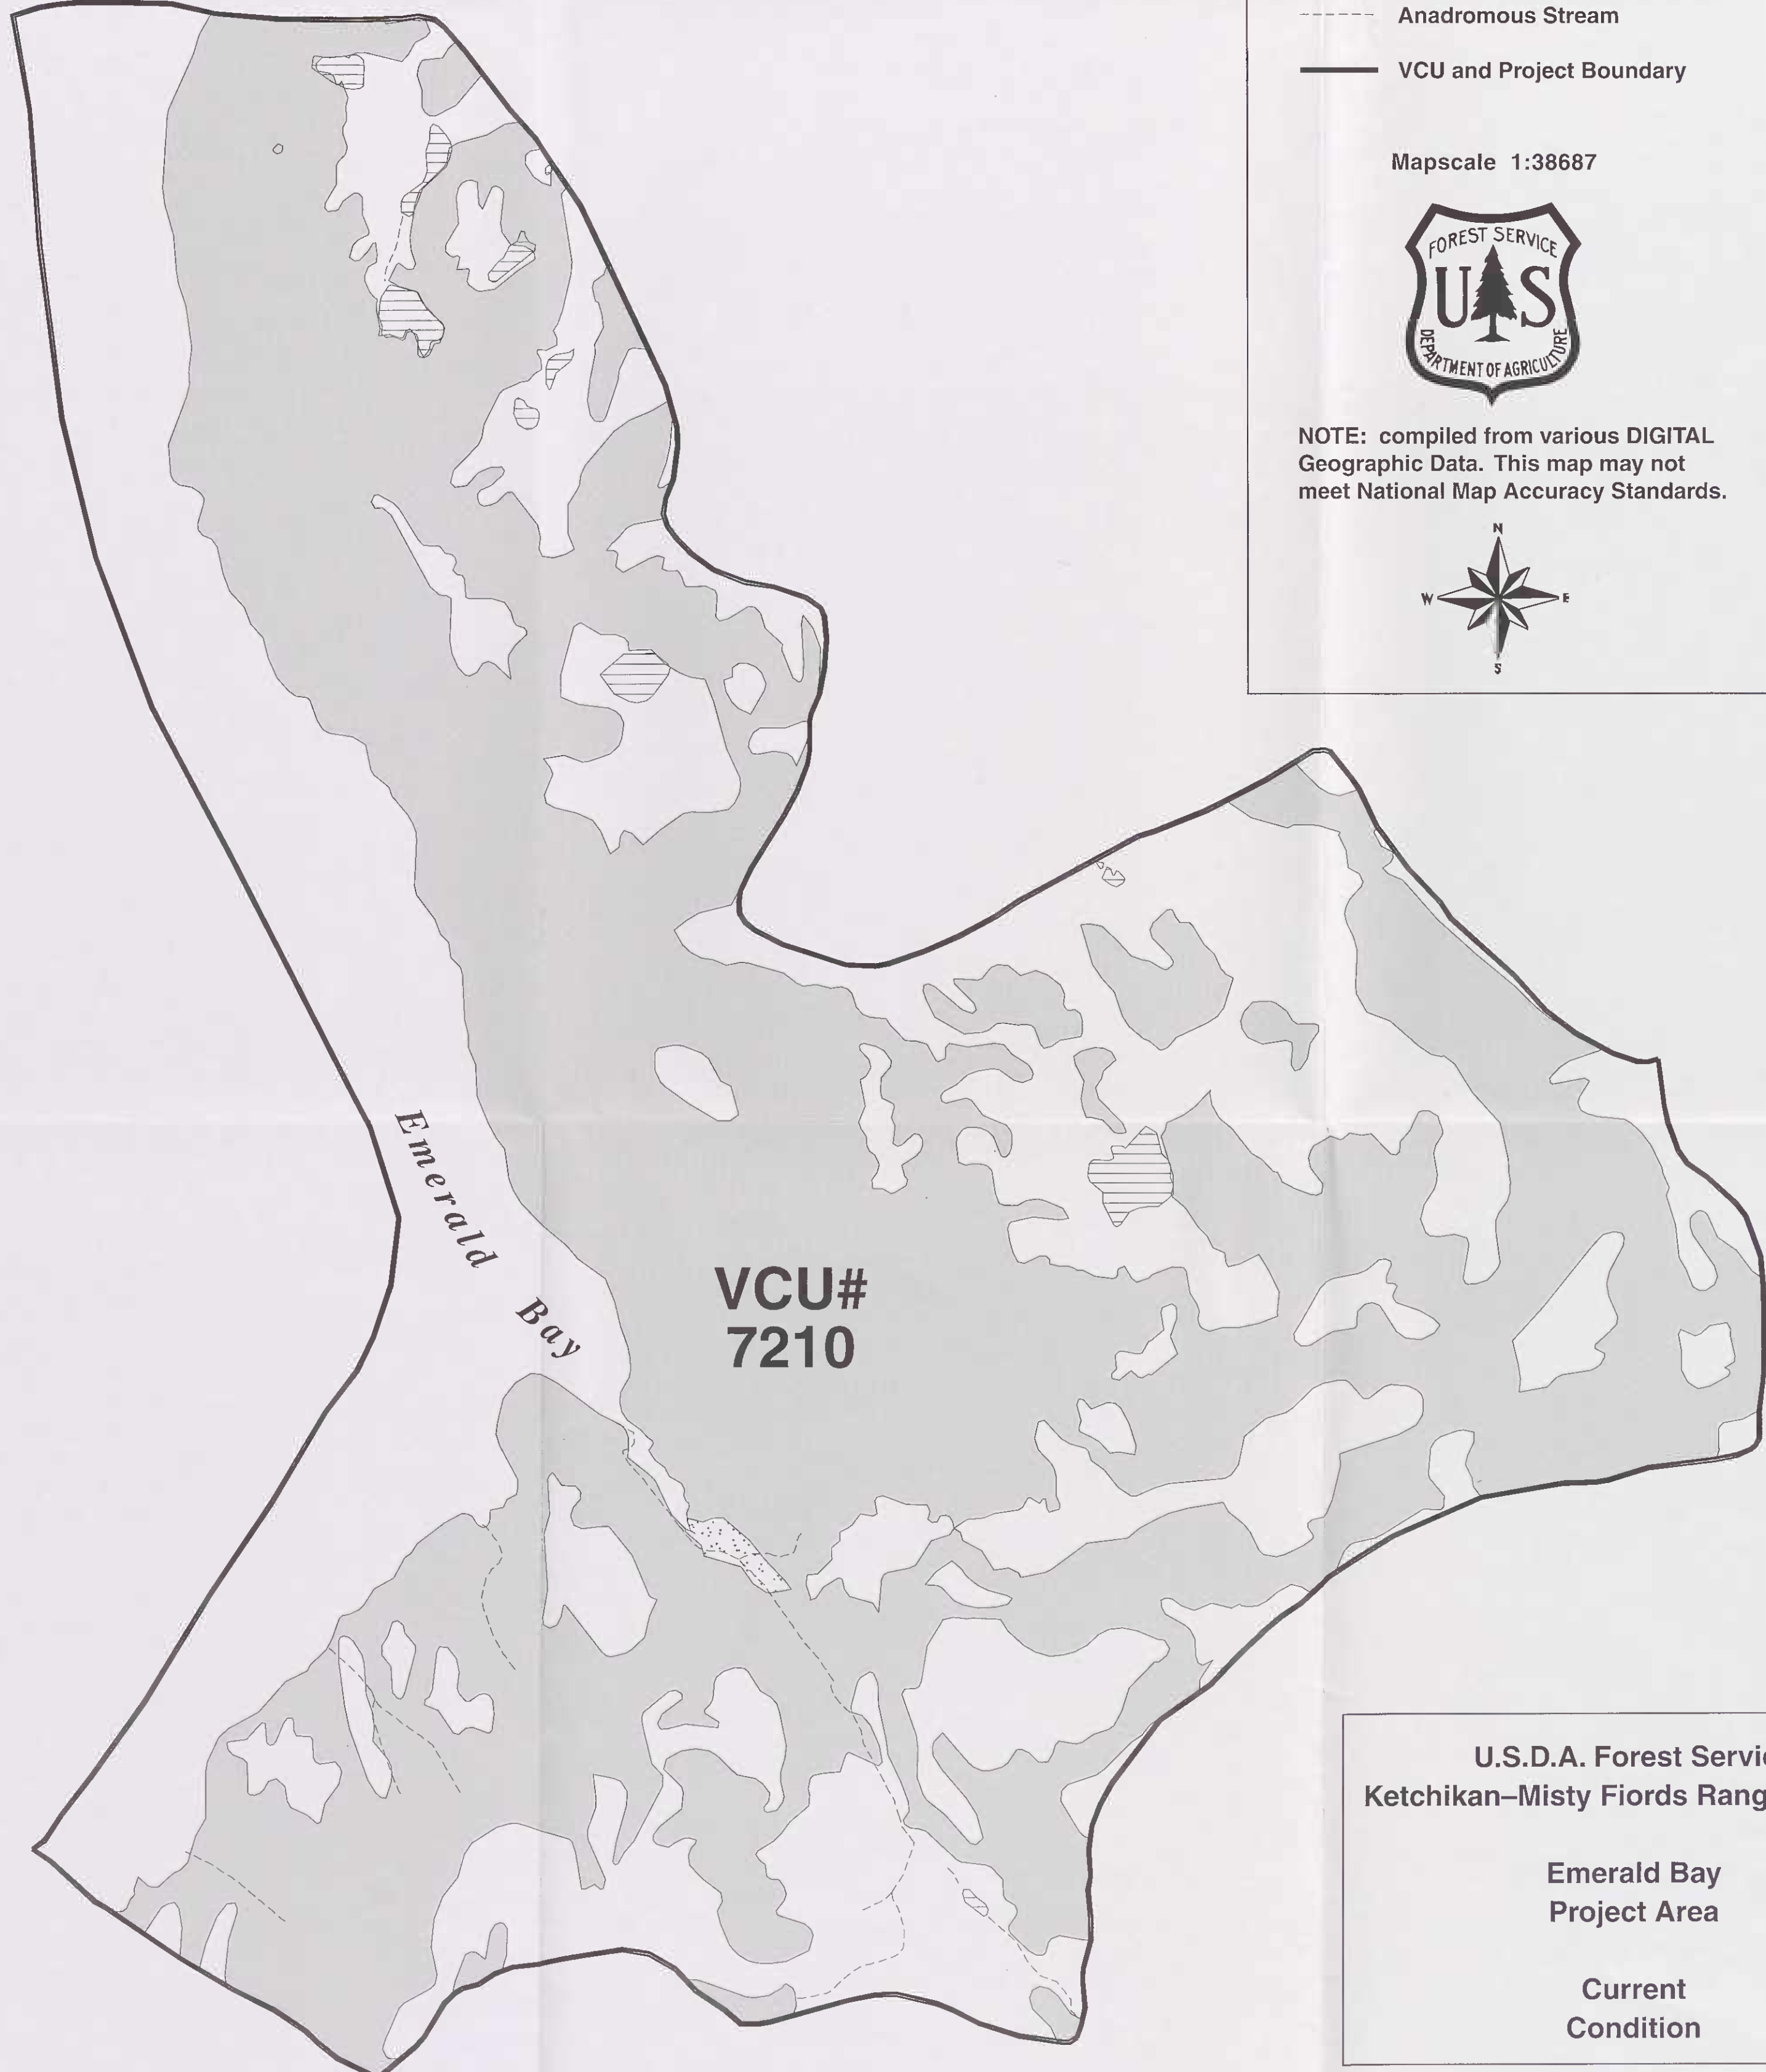 Anadromous Stream
VCU and Project Boundary
Mapscale 1:38687
FOREST SERVICE
U S
DEPARTMENT OF AGRICULTURE
NOTE: compiled from various DIGITAL
Geographic Data. This map may not
meet National Map Accuracy Standards.
N
W E
S
Emerald
Bay
VCU#
7210
U.S.D.A. Forest Servi
Ketchikan–Misty Fiords Rang
Emerald Bay
Project Area
Current
Condition